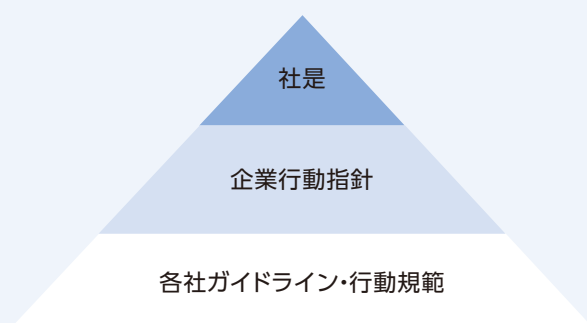 社是
企業行動指針
各社ガイドライン・行動規範